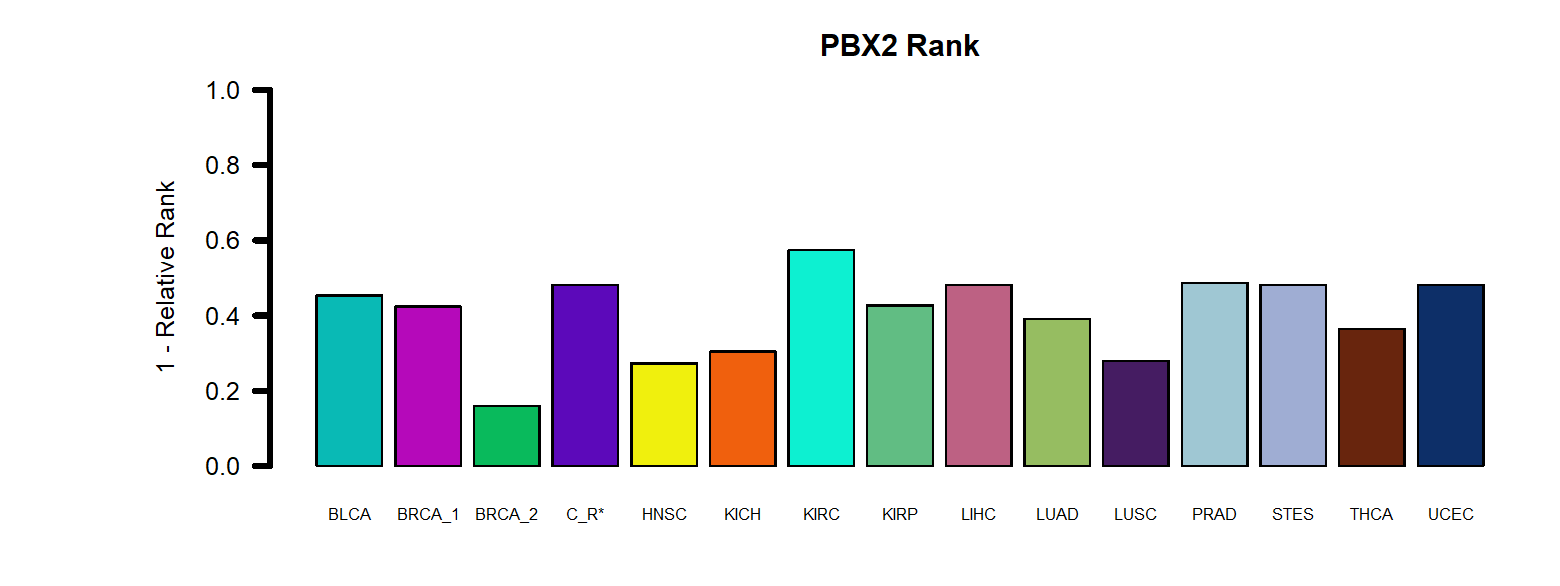 PBX2 Rank
1 - Relative Rank
1.0
0.8
0.6
0.4
0.2
0.0
BLCA BRCA_1 BRCA_2 C_R* HNSC KICH KIRC KIRP LIHC LUAD LUSC PRAD STES THCA UCEC